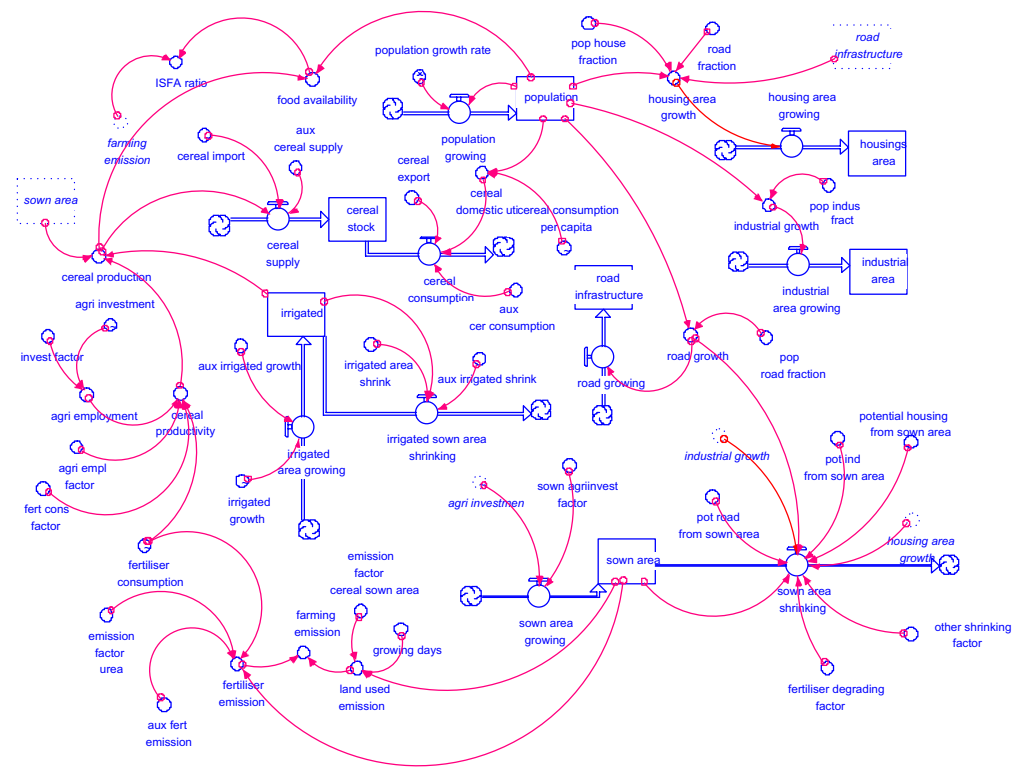 pop house
fraction
road
fraction
road
infrastructure
population growth rate
ISFA ratio
food availability
population
housing area
growth
housing area
growing
aux
cereal supply
farming
emission
cereal import
population
growing
housings
area
cereal
export
sown area
cereal
stock
cereal
domestic uticereal consumption
per capita
pop indus
fract
industrial growth
cereal
supply
cereal production
cereal
consumption
industrial
area
industrial
area growing
road
infrastructure
agri investment
irrigated
aux
cer consumption
invest factor
aux irrigated growth
irrigated area
shrink
aux irrigated shrink
road growing
road growth
pop
road fraction
agri employment
cereal
productivity
irrigated sown area
shrinking
potential housing
from sown area
agri empl
factor
irrigated
area growing
industrial growth
pot ind
from sown area
fert cons
factor
irrigated
growth
agri investmen
sown agriinvest
factor
pot road
from sown area
housing area
growth
fertiliser
consumption
emission
factor
cereal sown area
sown area
sown area
shrinking
emission
factor
urea
farming
emission
growing days
sown area
growing
other shrinking
factor
fertiliser
emission
land used
emission
fertiliser degrading
factor
aux fert
emission